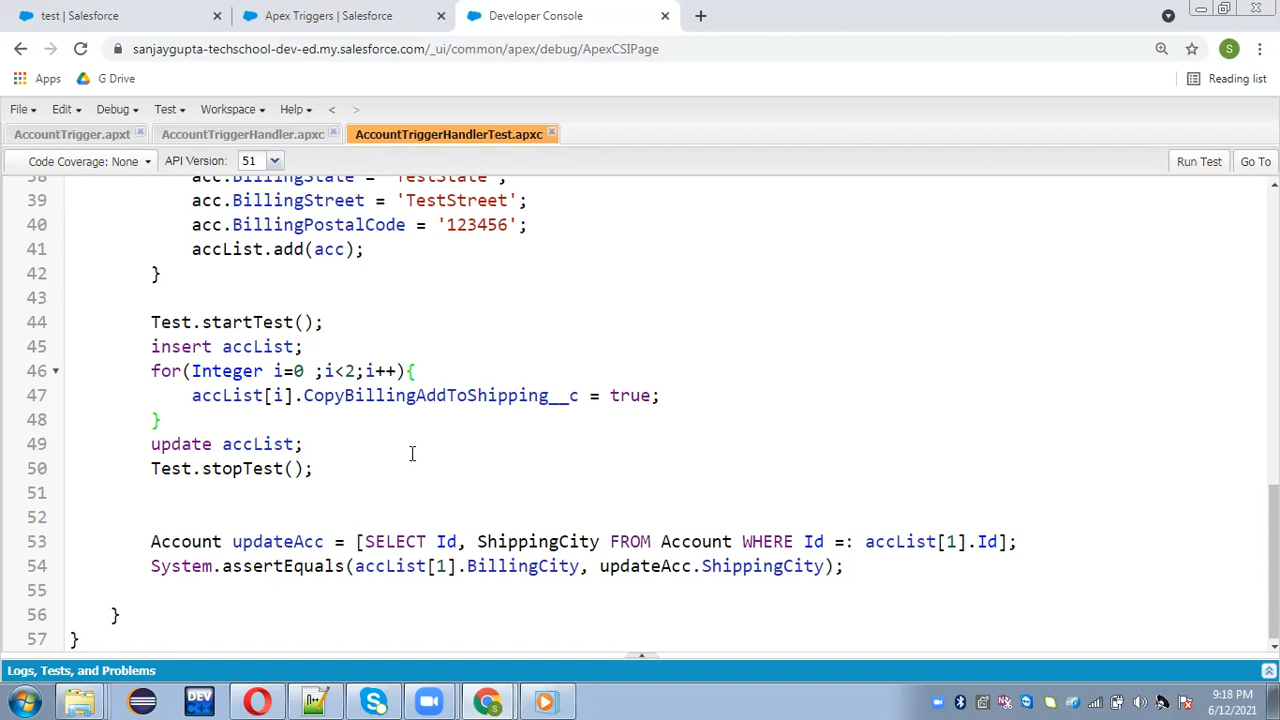 test | Salesforce
Apex Triggers | Salesforce
Developer Console
sanjaygupta-techschool-dev-ed.my.salesforce.com/_ui/common/apex/debug/ApexCSIPage
S
Apps
G Drive
Reading list
File
Edit
Debug
Test
Workspace
Help
<
>
AccountTrigger.apxt
AccountTriggerHandler.apxc
AccountTriggerHandlerTest.apxc
Code Coverage: None
API Version:
51
Run Test
Go To
38 acc.BillingState = 'TestState';
39 acc.BillingStreet = 'TestStreet';
40 acc.BillingPostalCode = '123456';
41 accList.add(acc);
42 }
43
44 Test.startTest();
45 insert accList;
46 for(Integer i=0 ;i<2;i++){
47 accList[i].CopyBillingAddToShipping__c = true;
48 }
49 update accList;
50 Test.stopTest();
51
52
53 Account updateAcc = [SELECT Id, ShippingCity FROM Account WHERE Id =: accList[1].Id];
54 System.assertEquals(accList[1].BillingCity, updateAcc.ShippingCity);
55
56 }
57 }
Logs, Tests, and Problems
DEV
9:18 PM
6/12/2021